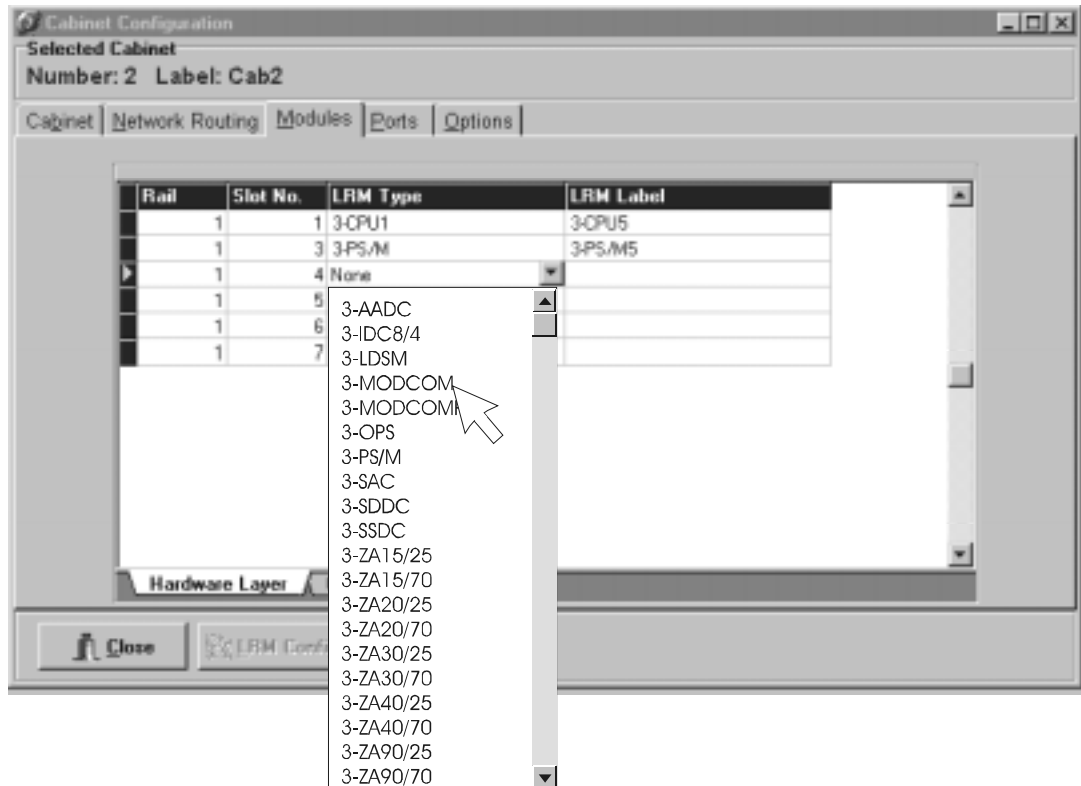 Cabinet Configuration
Selected Cabinet
Number: 2 Label: Cab2
Cabinet Network Routing Modules Ports Options
Rail Slot No. LRM Type LRM Label
1 1 3-CPU1 3-CPU5
1 3 3-PS/M 3-PS/M5
1 4 None
1 5
1 6
1 7
3-AADC
3-IDC8/4
3-LDSM
3-MODCOM
3-MODCOM
3-OPS
3-PS/M
3-SAC
3-SDDC
3-SSDC
3-ZA15/25
3-ZA15/70
3-ZA20/25
3-ZA20/70
3-ZA30/25
3-ZA30/70
3-ZA40/25
3-ZA40/70
3-ZA90/25
3-ZA90/70
Hardware Layer
Close LRM